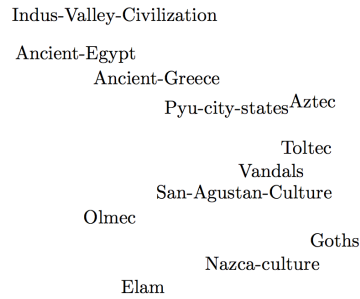 Indus-Valley-Civilization
Ancient-Egypt
Ancient-Greece
Pyu-city-states
Aztec
Toltec
Vandals
San-Agustan-Culture
Olmec
Goths
Nazca-culture
Elam